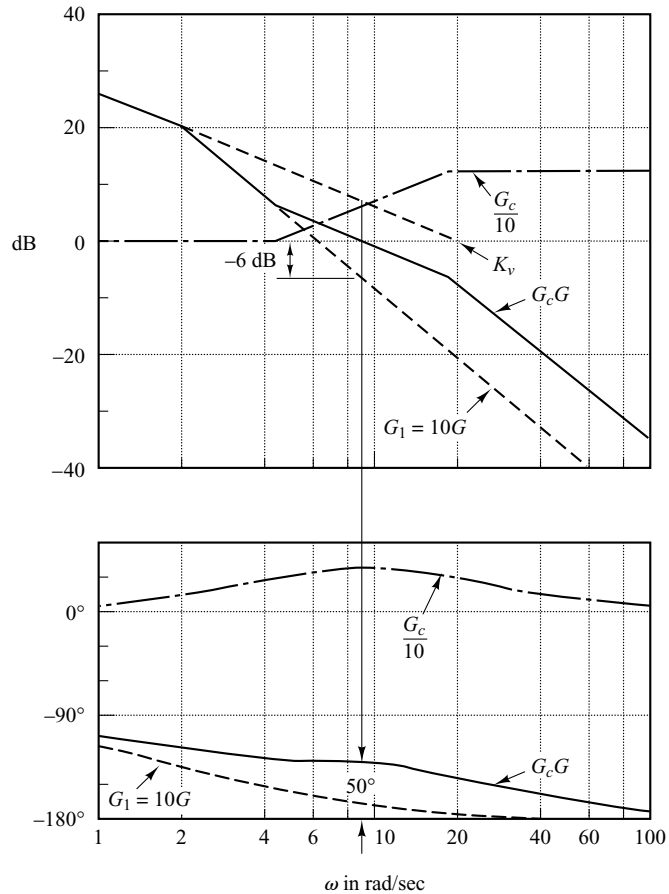 40
20
dB
0
–20
–40
–6 dB
G_c
10
K_v
G_cG
G_1 = 10G
0°
–90°
–180°
G_c
10
G_1 = 10G
50°
G_cG
1 2 4 6 10 20 40 60 100
ω in rad/sec